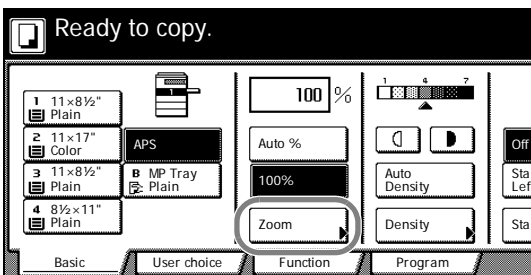 Ready to copy.
1 11×8½"
Plain
2 11×17"
Color
3 11×8½"
Plain
4 8½×11"
Plain
1
APS
B MP Tray
Plain
100 %
Auto %
100%
Zoom
1 4 7
Auto
Density
Density
Off
Sta
Lef
Sta
Basic
User choice
Function
Program